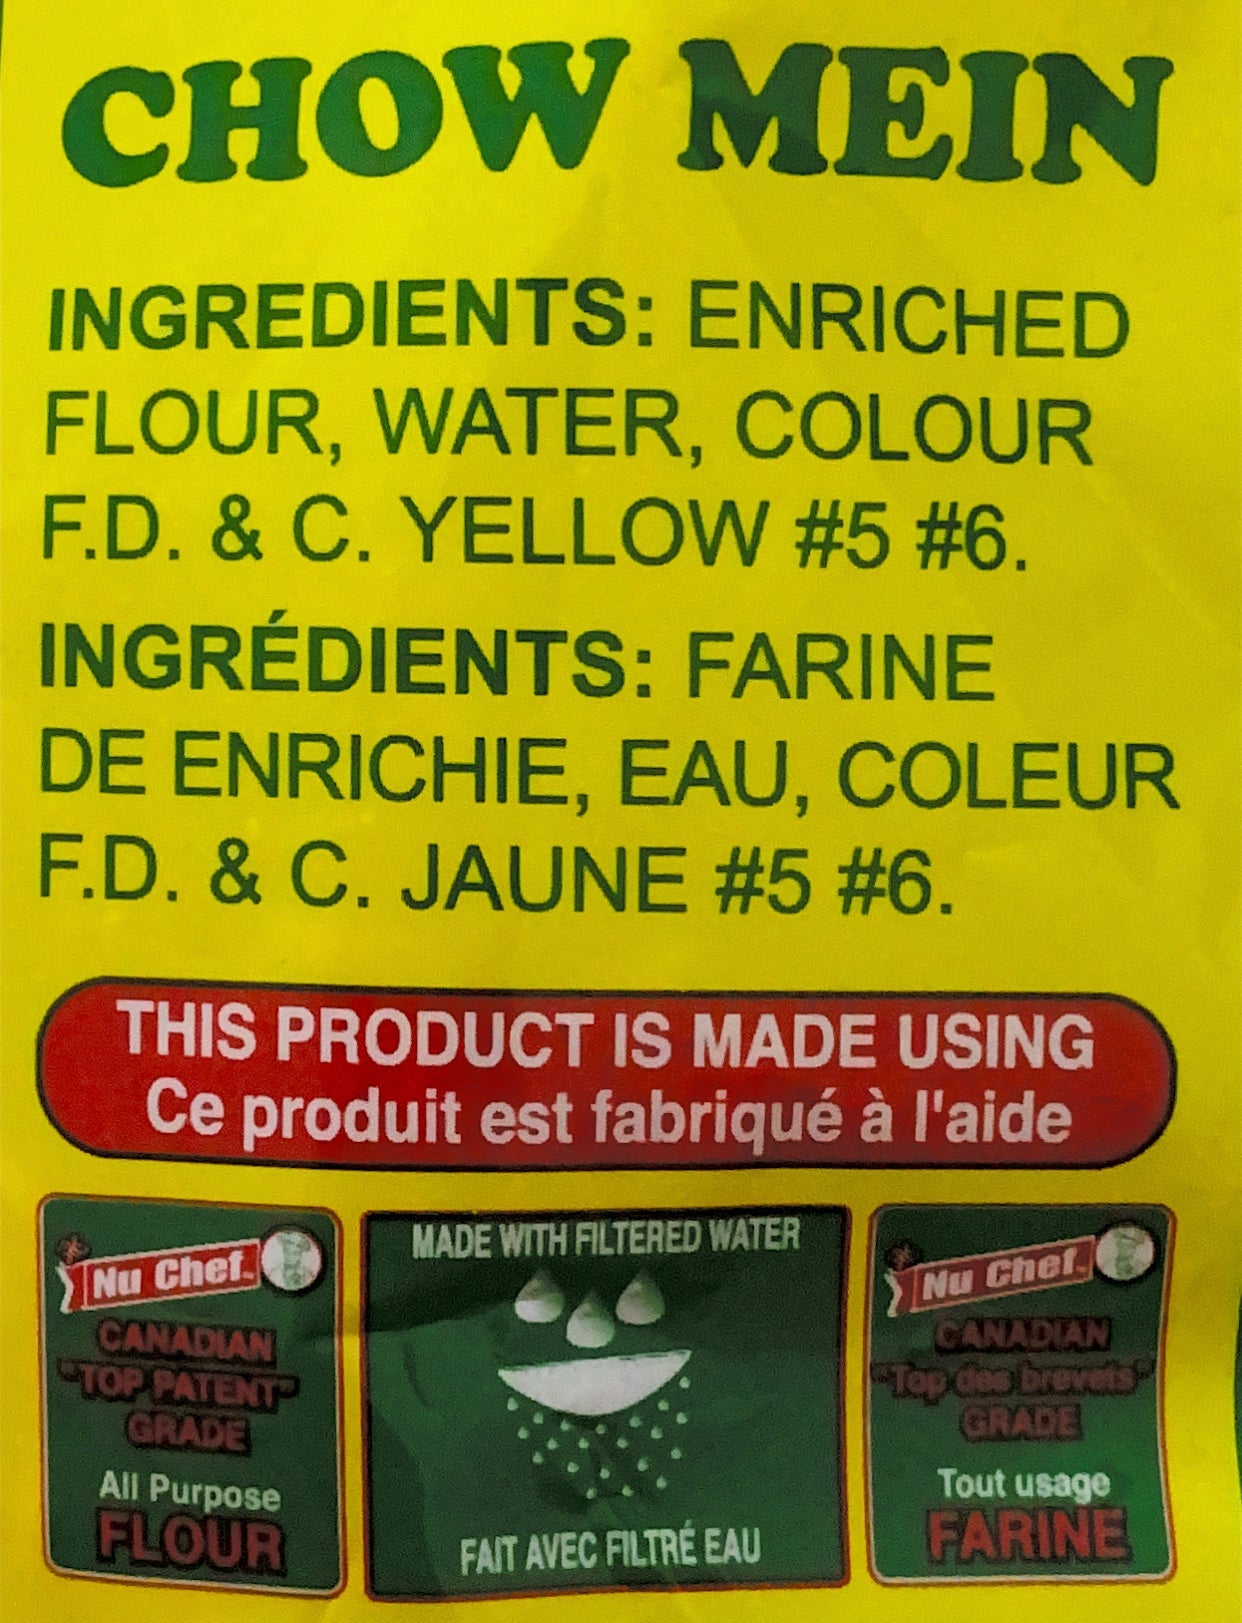 CHOW MEIN
INGREDIENTS: ENRICHED
FLOUR, WATER, COLOUR
F.D. & C. YELLOW #5 #6.
INGRÉDIENTS: FARINE
DE ENRICHIE, EAU, COLEUR
F.D. & C. JAUNE #5 #6.
THIS PRODUCT IS MADE USING
Ce produit est fabriqué à l'aide
Nu Chef
CANADIAN
"TOP PATENT"
GRADE
All Purpose
FLOUR
MADE WITH FILTERED WATER
FAIT AVEC FILTRÉ EAU
Nu Chef
CANADIAN
"Top des brevets"
GRADE
Tout usage
FARINE